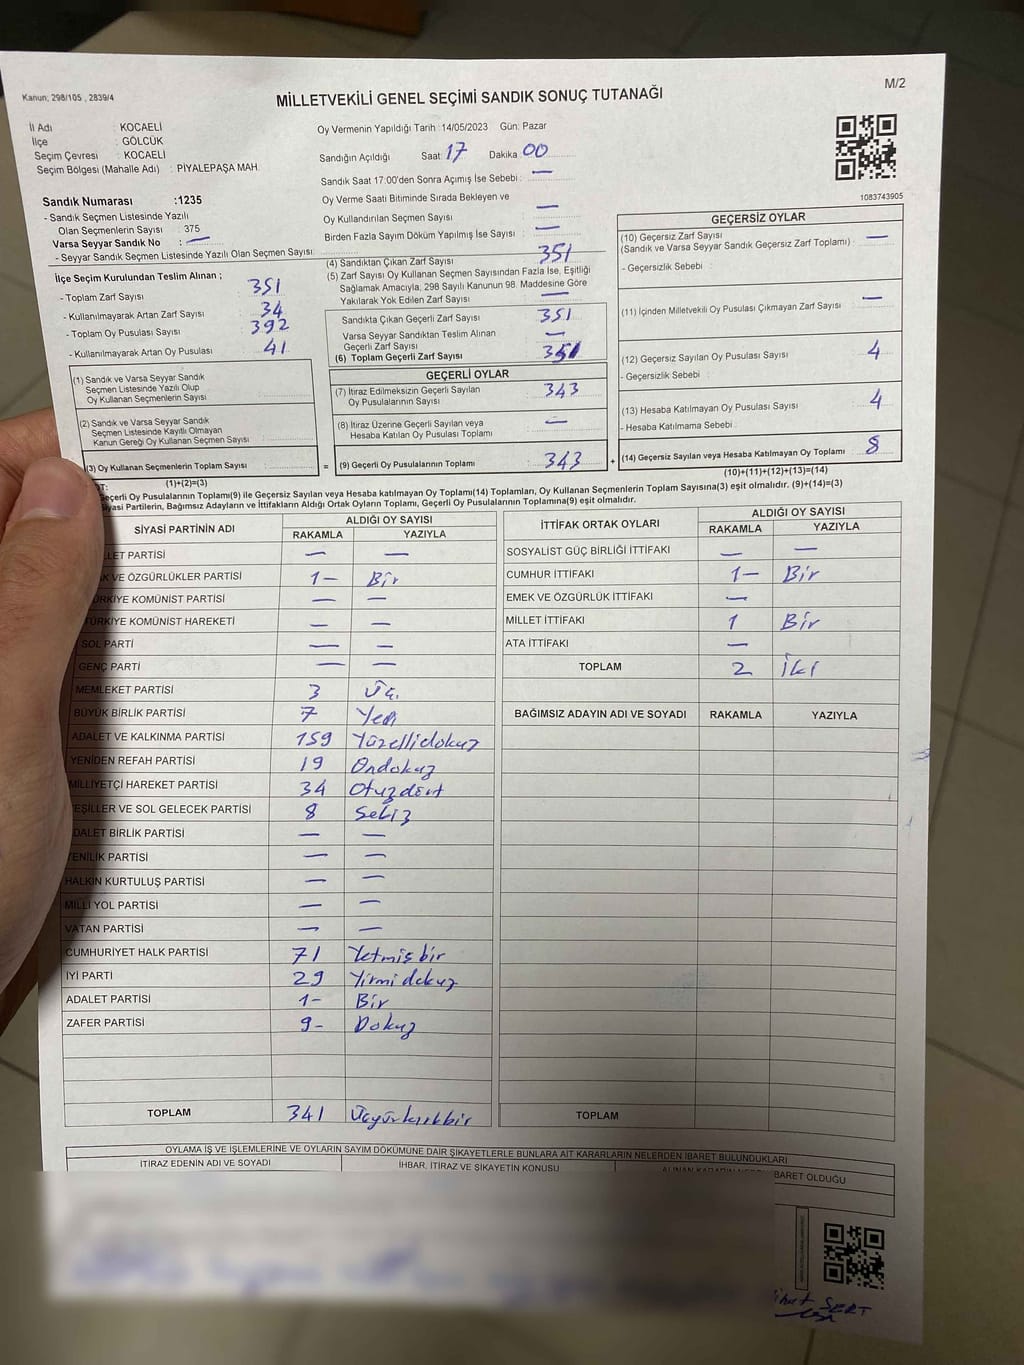 Kanun; 298/105 , 2839/4
MİLLETVEKİLİ GENEL SEÇİMİ SANDIK SONUÇ TUTANAĞI
M/2
İl Adı : KOCAELİ
İlçe : GÖLCÜK
Seçim Çevresi : KOCAELİ
Seçim Bölgesi (Mahalle Adı) : PİYALEPAŞA MAH
Sandık Numarası :1235
- Sandık Seçmen Listesinde Yazılı
Olan Seçmenlerin Sayısı : 375
Varsa Seyyar Sandık No : —
- Seyyar Sandık Seçmen Listesinde Yazılı Olan Seçmen Sayısı:
İlçe Seçim Kurulundan Teslim Alınan ;
- Toplam Zarf Sayısı 351
- Kullanılmayarak Artan Zarf Sayısı 34
- Toplam Oy Pusulası Sayısı 392
- Kullanılmayarak Artan Oy Pusulası 41
(1) Sandık ve Varsa Seyyar Sandık
Seçmen Listesinde Yazılı Olup
Oy Kullanan Seçmenlerin Sayısı :
(2) Sandık ve Varsa Seyyar Sandık
Seçmen Listesinde Kayıtlı Olmayan
Kanun Gereği Oy Kullanan Seçmen Sayısı :
(3) Oy Kullanan Seçmenlerin Toplam Sayısı :
(1)+(2)=(3)
Oy Vermenin Yapıldığı Tarih :14/05/2023 Gün: Pazar
Sandığın Açıldığı Saat: 17 Dakika 00
Sandık Saat 17:00'den Sonra Açımış İse Sebebi : —
Oy Verme Saati Bitiminde Sırada Bekleyen ve
Oy Kullandırılan Seçmen Sayısı —
Birden Fazla Sayım Döküm Yapılmış İse Sayısı : —
(4) Sandıktan Çıkan Zarf Sayısı 351
(5) Zarf Sayısı Oy Kullanan Seçmen Sayısından Fazla İse, Eşitliği
Sağlamak Amacıyla, 298 Sayılı Kanunun 98. Maddesine Göre
Yakılarak Yok Edilen Zarf Sayısı —
Sandıkta Çıkan Geçerli Zarf Sayısı 351
Varsa Seyyar Sandıktan Teslim Alınan
Geçerli Zarf Sayısı —
(6) Toplam Geçerli Zarf Sayısı 351
GEÇERLİ OYLAR
(7) İtiraz Edilmeksizin Geçerli Sayılan
Oy Pusulalarının Sayısı 343
(8) İtiraz Üzerine Geçerli Sayılan veya
Hesaba Katılan Oy Pusulası Toplamı —
= (9) Geçerli Oy Pusulalarının Toplamı 343 +
1083743905
GEÇERSİZ OYLAR
(10) Geçersiz Zarf Sayısı
(Sandık ve Varsa Seyyar Sandık Geçersiz Zarf Toplamı) : —
- Geçersizlik Sebebi :
(11) İçinden Milletvekili Oy Pusulası Çıkmayan Zarf Sayısı —
(12) Geçersiz Sayılan Oy Pusulası Sayısı 4
- Geçersizlik Sebebi :
(13) Hesaba Katılmayan Oy Pusulası Sayısı 4
- Hesaba Katılmama Sebebi :
(14) Geçersiz Sayılan veya Hesaba Katılmayan Oy Toplamı 8
(10)+(11)+(12)+(13)=(14)
T:
Geçerli Oy Pusulalarının Toplamı(9) ile Geçersiz Sayılan veya Hesaba katılmayan Oy Toplamı(14) Toplamları, Oy Kullanan Seçmenlerin Toplam Sayısına(3) eşit olmalıdır. (9)+(14)=(3)
Siyasi Partilerin, Bağımsız Adayların ve İttifakların Aldığı Ortak Oyların Toplamı, Geçerli Oy Pusulalarının Toplamına(9) eşit olmalıdır.
SİYASİ PARTİNİN ADI ALDIĞI OY SAYISI
RAKAMLA YAZIYLA
LET PARTİSİ — —
K VE ÖZGÜRLÜKLER PARTİSİ 1- Bir
ÜRKİYE KOMÜNİST PARTİSİ — —
TÜRKİYE KOMÜNİST HAREKETİ — —
SOL PARTİ — —
GENÇ PARTİ — —
MEMLEKET PARTİSİ 3 Üç
BÜYÜK BİRLİK PARTİSİ 7 Yedi
ADALET VE KALKINMA PARTİSİ 159 Yüzellidokuz
YENİDEN REFAH PARTİSİ 19 Ondokuz
MİLLİYETÇİ HAREKET PARTİSİ 34 Otuzdört
YEŞİLLER VE SOL GELECEK PARTİSİ 8 Sekiz
ADALET BİRLİK PARTİSİ — —
YENİLİK PARTİSİ — —
HALKIN KURTULUŞ PARTİSİ — —
MİLLİ YOL PARTİSİ — —
VATAN PARTİSİ — —
CUMHURİYET HALK PARTİSİ 71 Yetmişbir
İYİ PARTİ 29 Yirmidokuz
ADALET PARTİSİ 1- Bir
ZAFER PARTİSİ 9- Dokuz
TOPLAM 341 Üçyürkırkbir
İTTİFAK ORTAK OYLARI ALDIĞI OY SAYISI
RAKAMLA YAZIYLA
SOSYALİST GÜÇ BİRLİĞİ İTTİFAKI — —
CUMHUR İTTİFAKI 1- Bir
EMEK VE ÖZGÜRLÜK İTTİFAKI —
MİLLET İTTİFAKI 1 Bir
ATA İTTİFAKI —
TOPLAM 2 İki
BAĞIMSIZ ADAYIN ADI VE SOYADI RAKAMLA YAZIYLA
TOPLAM
OYLAMA İŞ VE İŞLEMLERİNE VE OYLARIN SAYIM DÖKÜMÜNE DAİR ŞİKAYETLERLE BUNLARA AİT KARARLARIN NELERDEN İBARET BULUNDUKLARI
İTİRAZ EDENİN ADI VE SOYADI İHBAR, İTİRAZ VE ŞİKAYETİN KONUSU ALINAN KARARIN NEDEN İBARET OLDUĞU
SERT